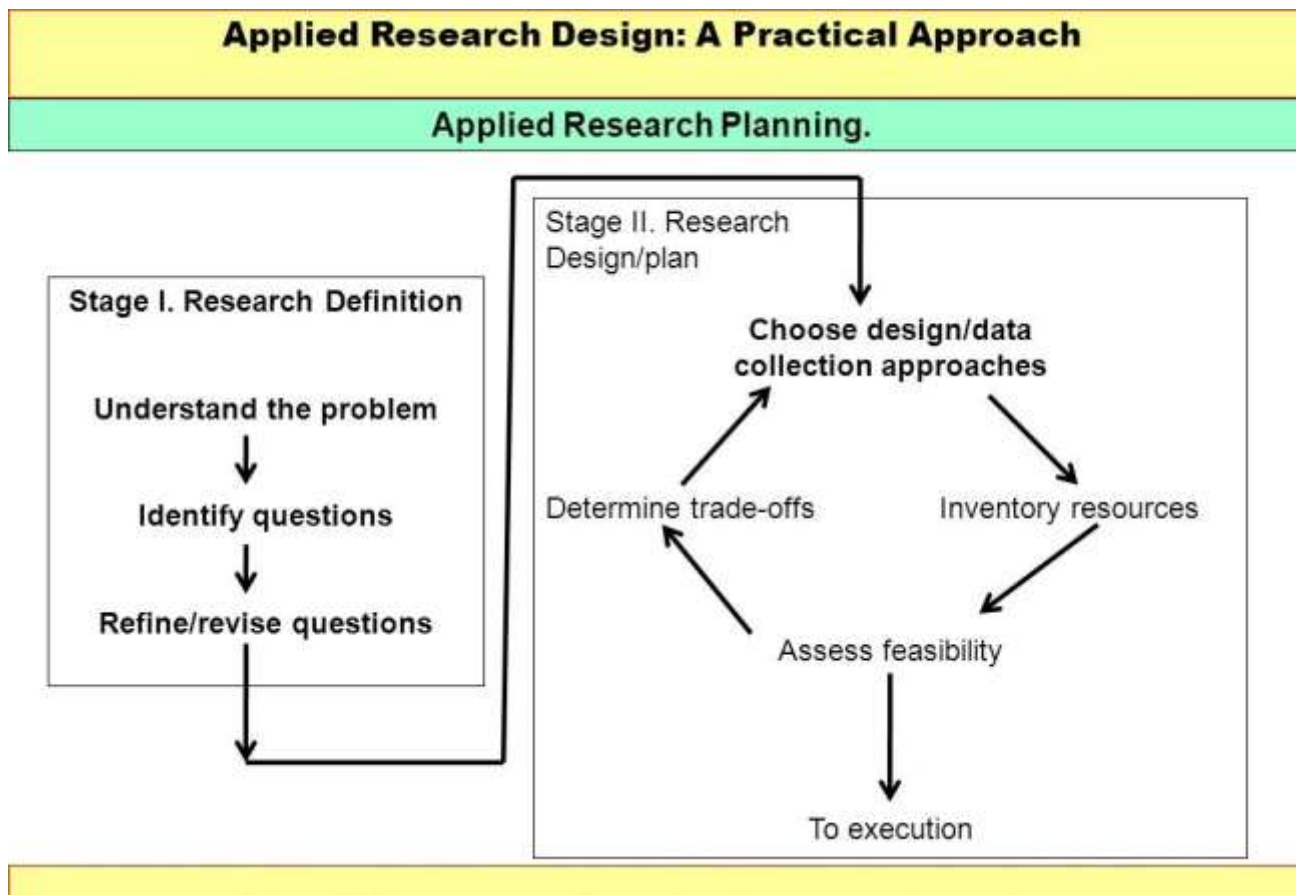 Applied Research Design: A Practical Approach
Applied Research Planning.
Stage I. Research Definition
Understand the problem
Identify questions
Refine/revise questions
Stage II. Research
Design/plan
Choose design/data
collection approaches
Determine trade-offs
Inventory resources
Assess feasibility
To execution